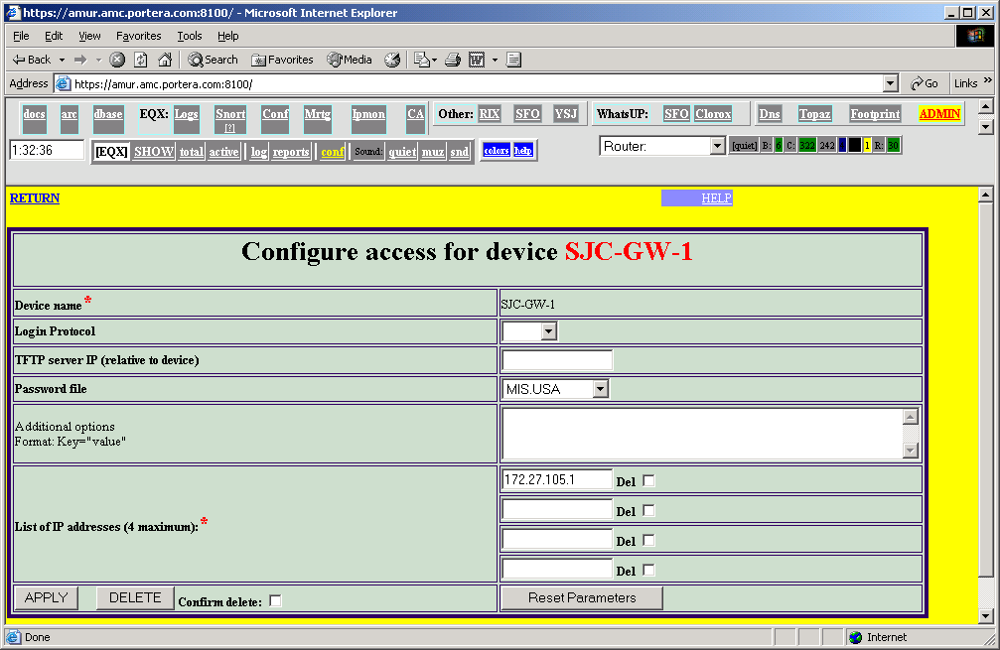 https://amur.amc.portera.com:8100/ - Microsoft Internet Explorer
File Edit View Favorites Tools Help
Back Search Favorites Media
Address https://amur.amc.portera.com:8100/ Go Links »
docs arc dbase EQX: Logs Snort [?] Conf Mrtg Ipmon CA Other: RIX SFO YSJ WhatsUP: SFO Clorox Dns Topaz Footprint ADMIN
1:32:36 [EQX] SHOW total active log reports conf Sound: quiet muz snd colors help Router: [quiet] B: 6 C: 322 242 1 R: 30
RETURN HELP
Configure access for device SJC-GW-1
Device name * SJC-GW-1
Login Protocol
TFTP server IP (relative to device)
Password file MIS.USA
Additional options
Format: Key="value"
172.27.105.1 Del
Del
List of IP addresses (4 maximum): *
Del
Del
APPLY DELETE Confirm delete: Reset Parameters
Done Internet